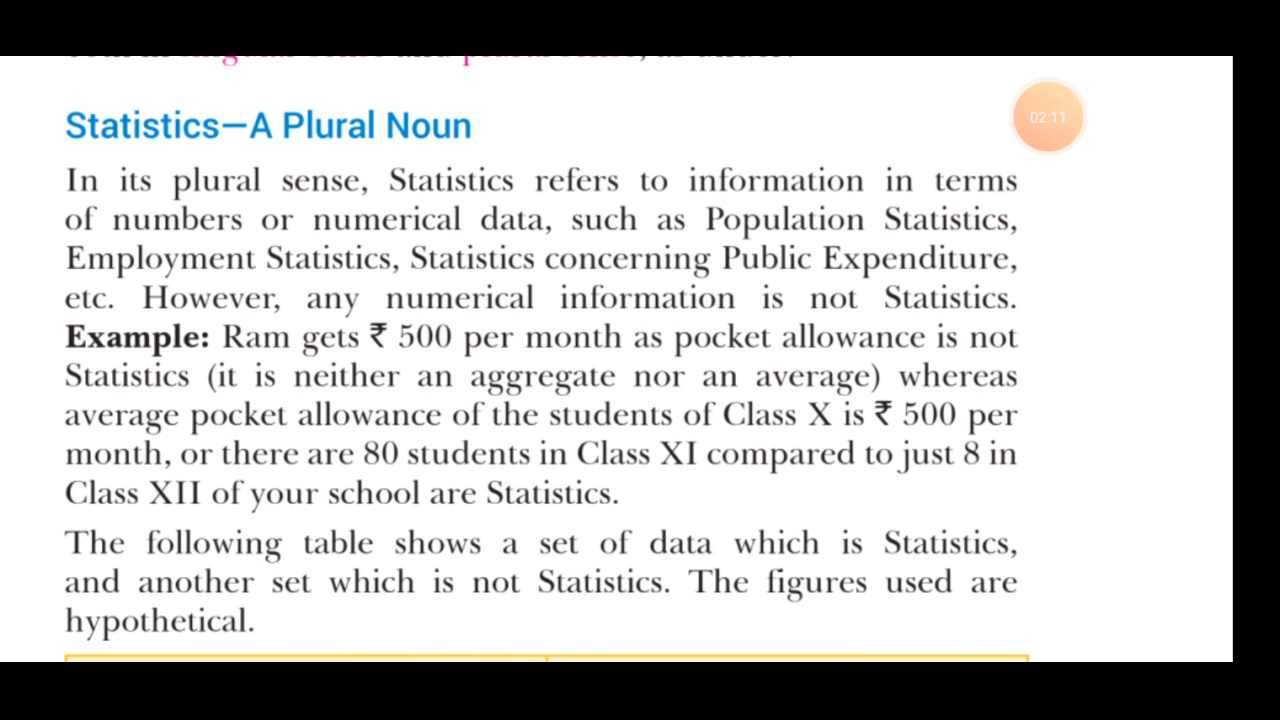 Statistics—A Plural Noun
02:11
In its plural sense, Statistics refers to information in terms
of numbers or numerical data, such as Population Statistics,
Employment Statistics, Statistics concerning Public Expenditure,
etc. However, any numerical information is not Statistics.
Example: Ram gets ₹ 500 per month as pocket allowance is not
Statistics (it is neither an aggregate nor an average) whereas
average pocket allowance of the students of Class X is ₹ 500 per
month, or there are 80 students in Class XI compared to just 8 in
Class XII of your school are Statistics.
The following table shows a set of data which is Statistics,
and another set which is not Statistics. The figures used are
hypothetical.